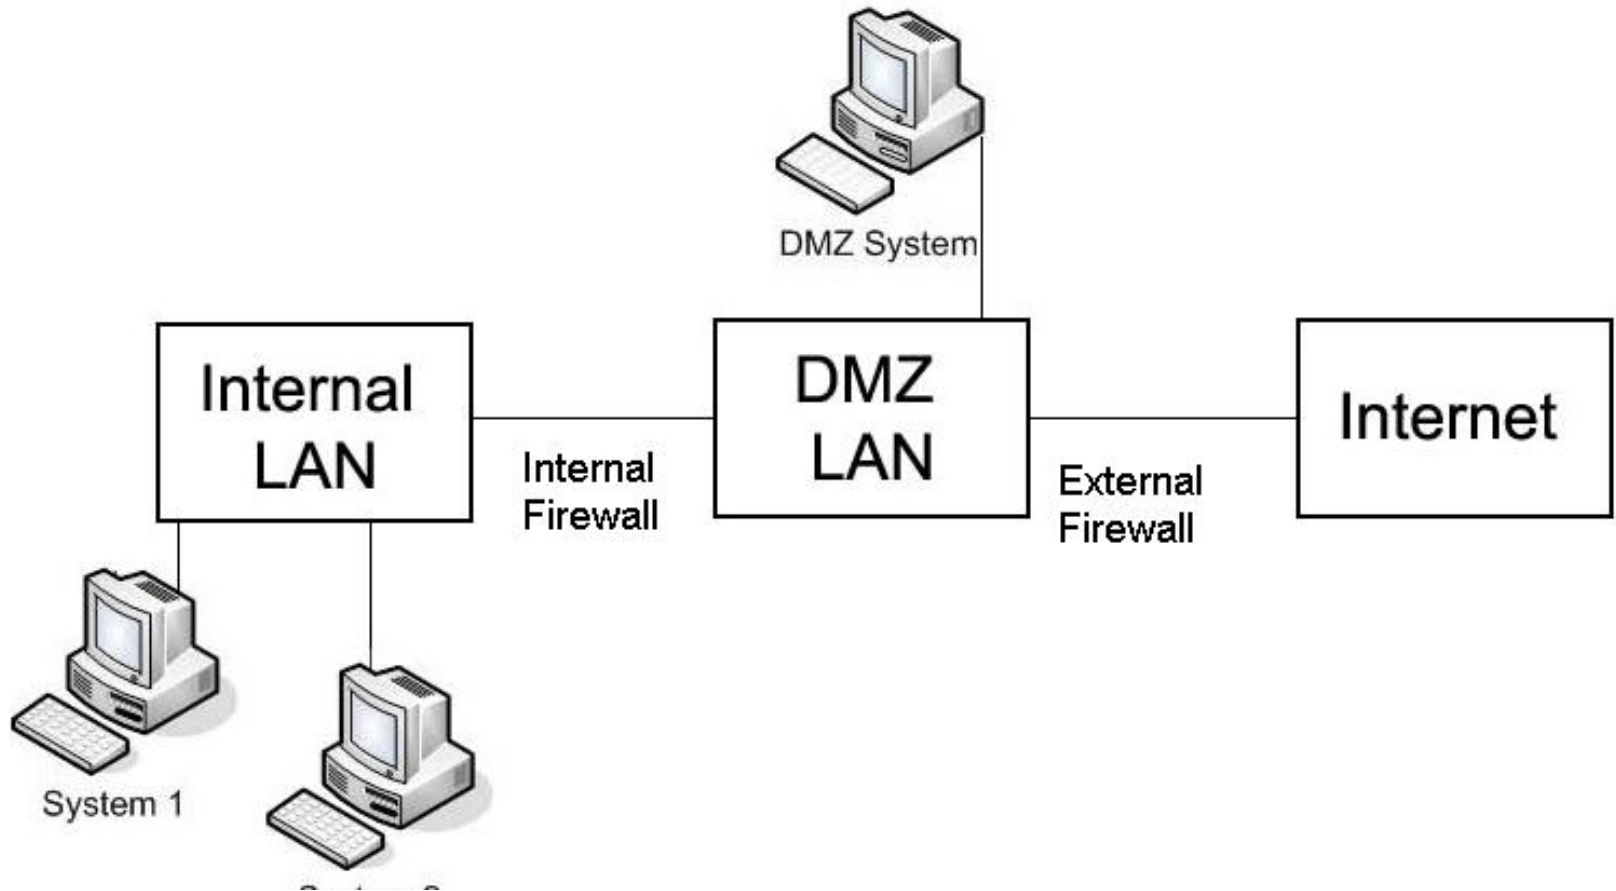 DMZ System
Internal
LAN
Internal
Firewall
DMZ
LAN
External
Firewall
Internet
System 1